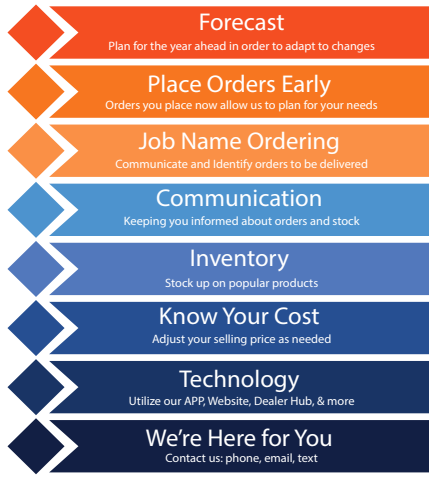 Forecast
Plan for the year ahead in order to adapt to changes
Place Orders Early
Orders you place now allow us to plan for your needs
Job Name Ordering
Communicate and Identify orders to be delivered
Communication
Keeping you informed about orders and stock
Inventory
Stock up on popular products
Know Your Cost
Adjust your selling price as needed
Technology
Utilize our APP, Website, Dealer Hub, & more
We're Here for You
Contact us: phone, email, text